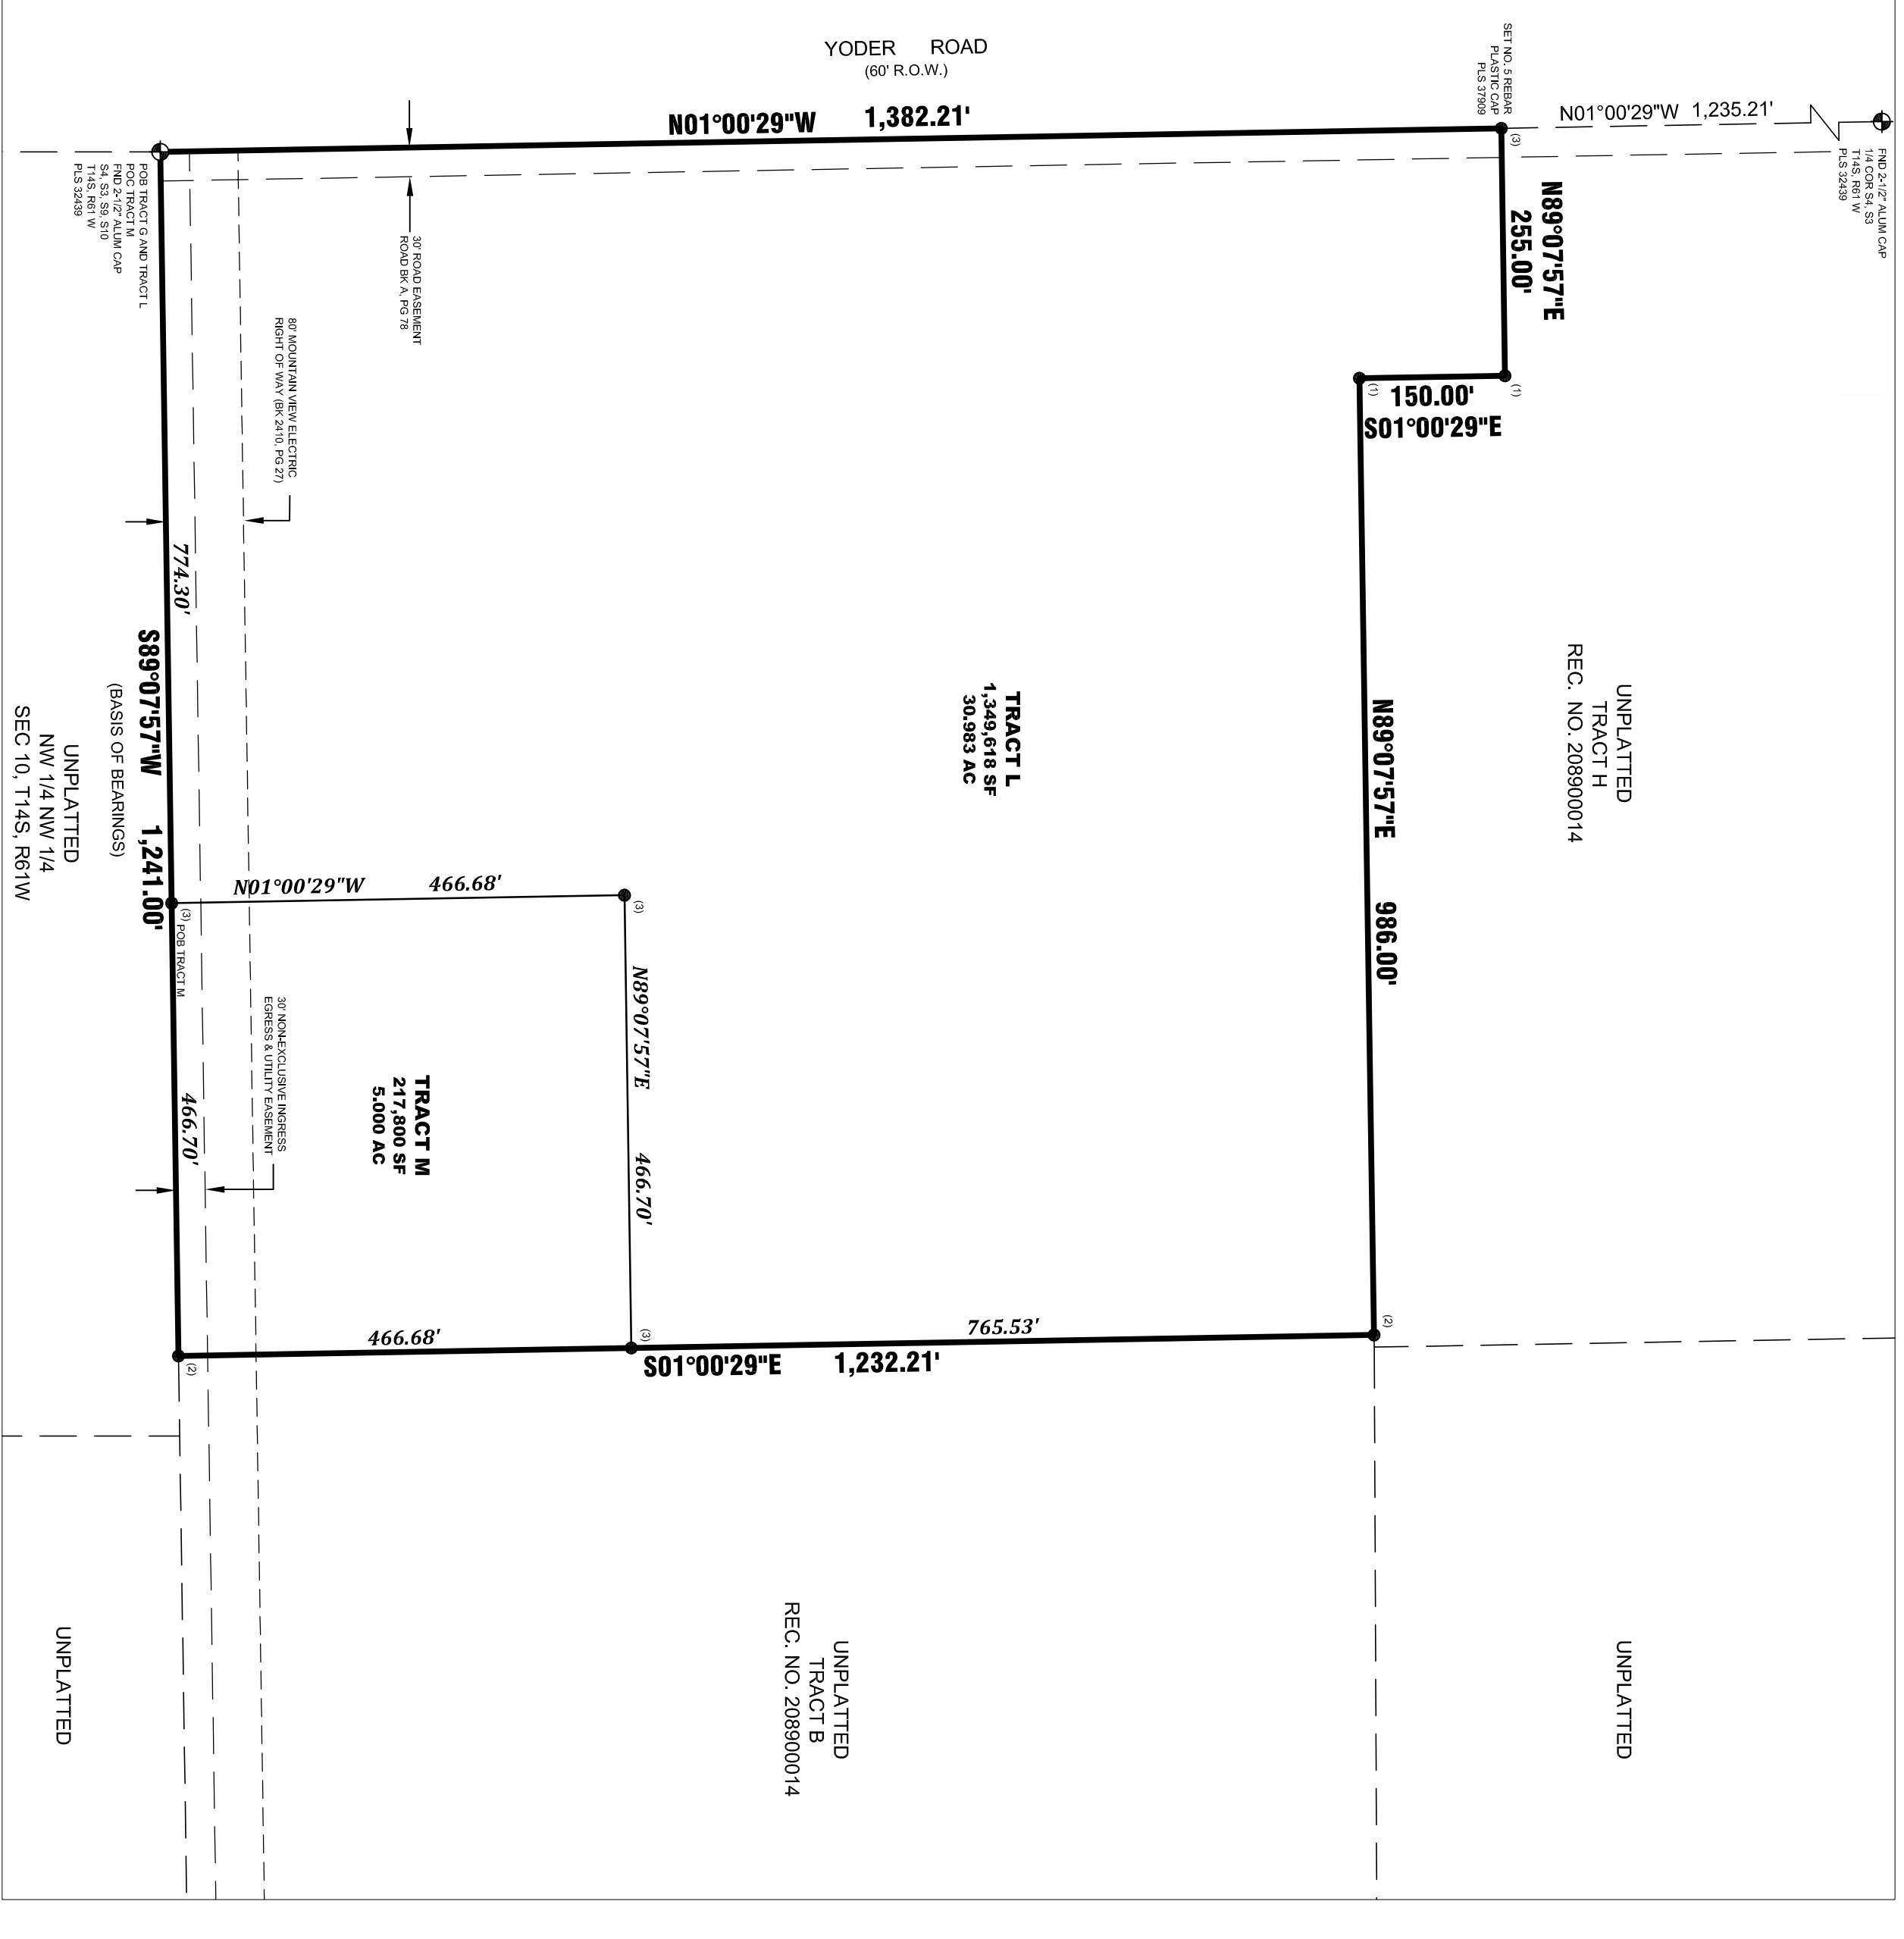 YODER ROAD
(60' R.O.W.)
N01°00'29"W 1,382.21'
SET NO. 5 REBAR
PLASTIC CAP
PLS 37909
(3)
N01°00'29"W 1,235.21'
FND 2-1/2" ALUM CAP
1/4 COR S4, S3
T14S, R61 W
PLS 32439
N89°07'57"E
255.00'
(1)
150.00'
S01°00'29"E
(1)
30' ROAD EASEMENT
ROAD BK A, PG 78
POB TRACT G AND TRACT L
POC TRACT M
FND 2-1/2" ALUM CAP
S4, S3, S9, S10
T14S, R61 W
PLS 32439
80' MOUNTAIN VIEW ELECTRIC
RIGHT OF WAY (BK 2410, PG 27)
774.30'
S89°07'57"W 1,241.00'
(BASIS OF BEARINGS)
UNPLATTED
NW 1/4 NW 1/4
SEC 10, T14S, R61W
TRACT L
1,349,618 SF
30.983 AC
N89°07'57"E 986.00'
UNPLATTED
TRACT H
REC. NO. 208900014
N01°00'29"W 466.68'
(3)
(3) POB TRACT M
N89°07'57"E 466.70'
30' NON-EXCLUSIVE INGRESS
EGRESS & UTILITY EASEMENT
466.70'
TRACT M
217,800 SF
5.000 AC
466.68'
(3)
765.53'
(2)
S01°00'29"E 1,232.21'
(2)
UNPLATTED
UNPLATTED
TRACT B
REC. NO. 208900014
UNPLATTED